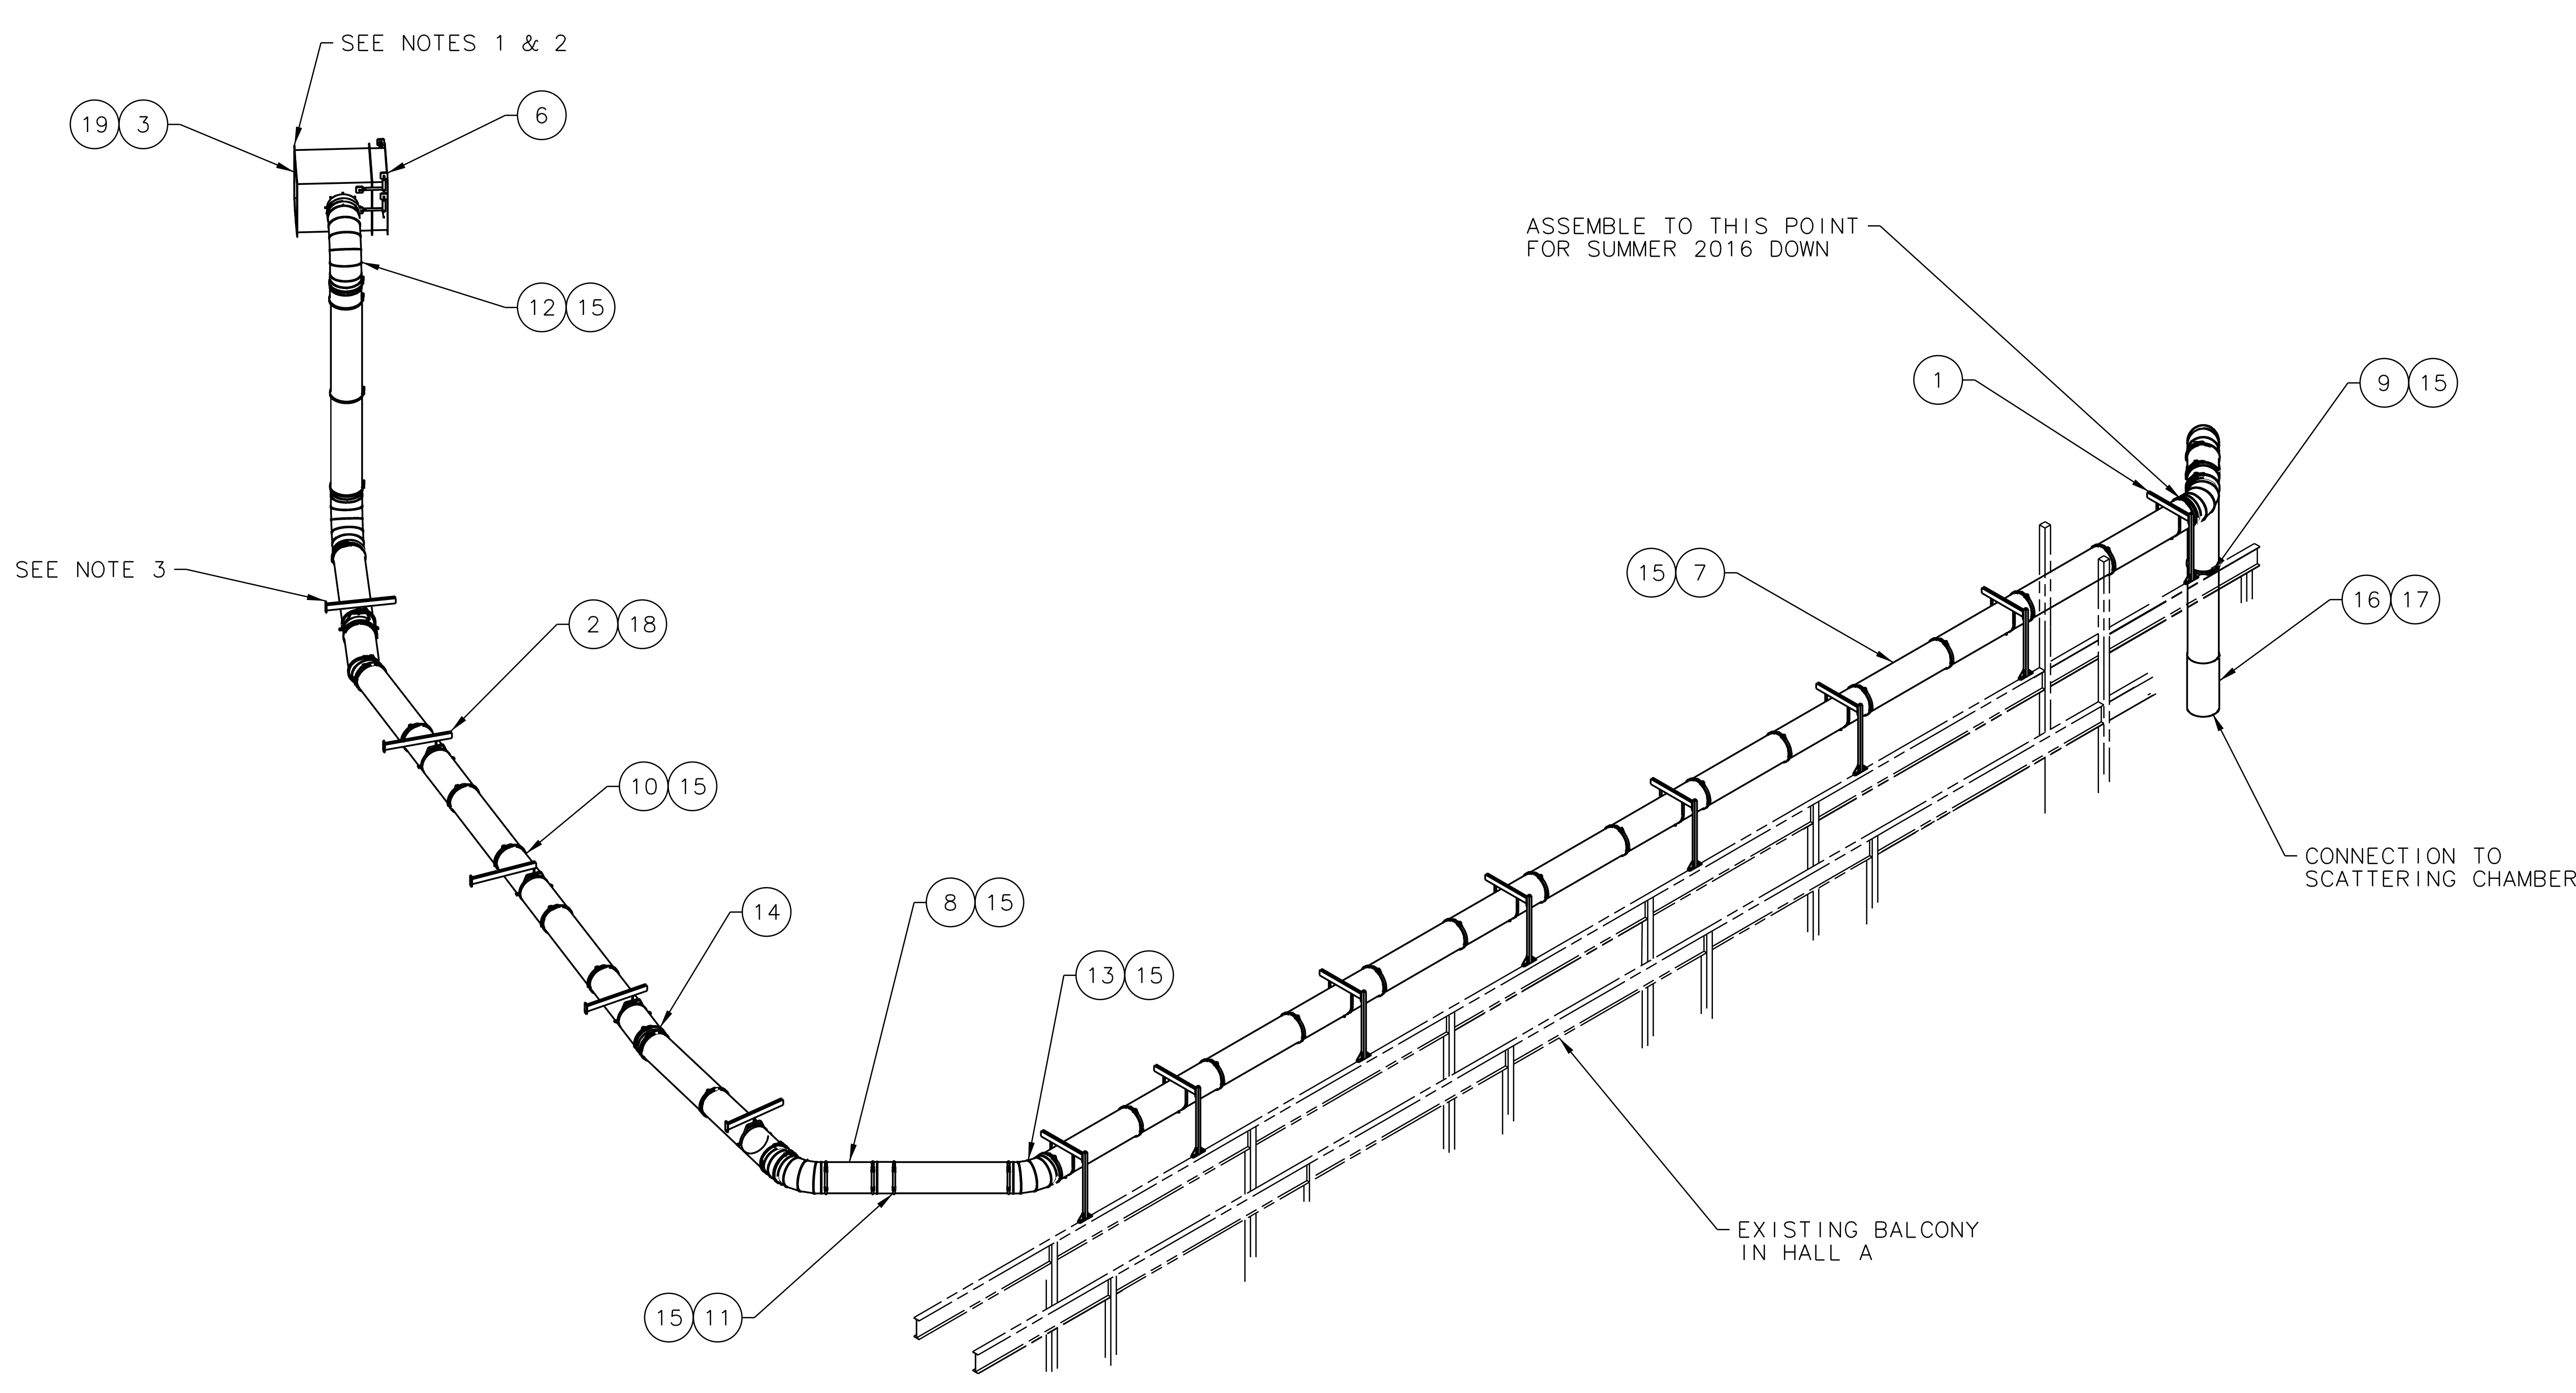 SEE NOTES 1 & 2
19 3
6
12 15
ASSEMBLE TO THIS POINT
FOR SUMMER 2016 DOWN
1
9 15
SEE NOTE 3
15 7
2 18
16 17
10 15
CONNECTION TO
SCATTERING CHAMBER
8 15
14
13 15
EXISTING BALCONY
IN HALL A
15 11